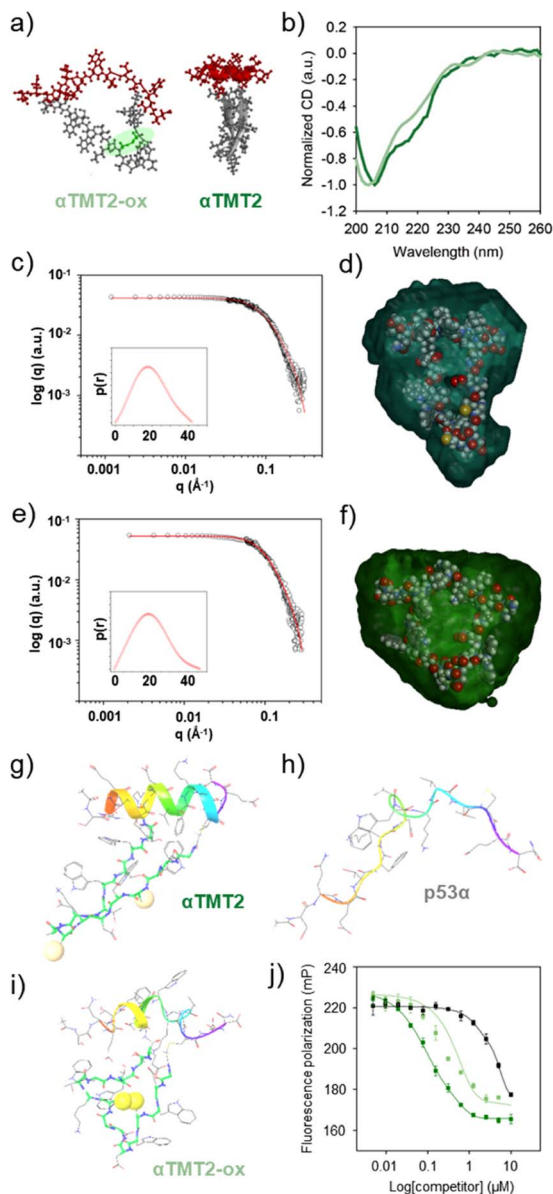 a)
αTMT2-ox
αTMT2
b)
Normalized CD (a.u.)
0.0
-0.2
-0.4
-0.6
-0.8
-1.0
-1.2
200 210 220 230 240 250 260
Wavelength (nm)
c)
log (q) (a.u.)
10-1
10-2
10-3
p(r)
0 20 40
0.001 0.01 0.1
q (Å-1)
d)
e)
log (q) (a.u.)
10-1
10-2
10-3
p(r)
0 20 40
0.001 0.01 0.1
q (Å-1)
f)
g)
αTMT2
h)
p53α
i)
αTMT2-ox
j)
Fluorescence polarization (mP)
240
220
200
180
160
0.01 0.1 1 10
Log[competitor] (µM)